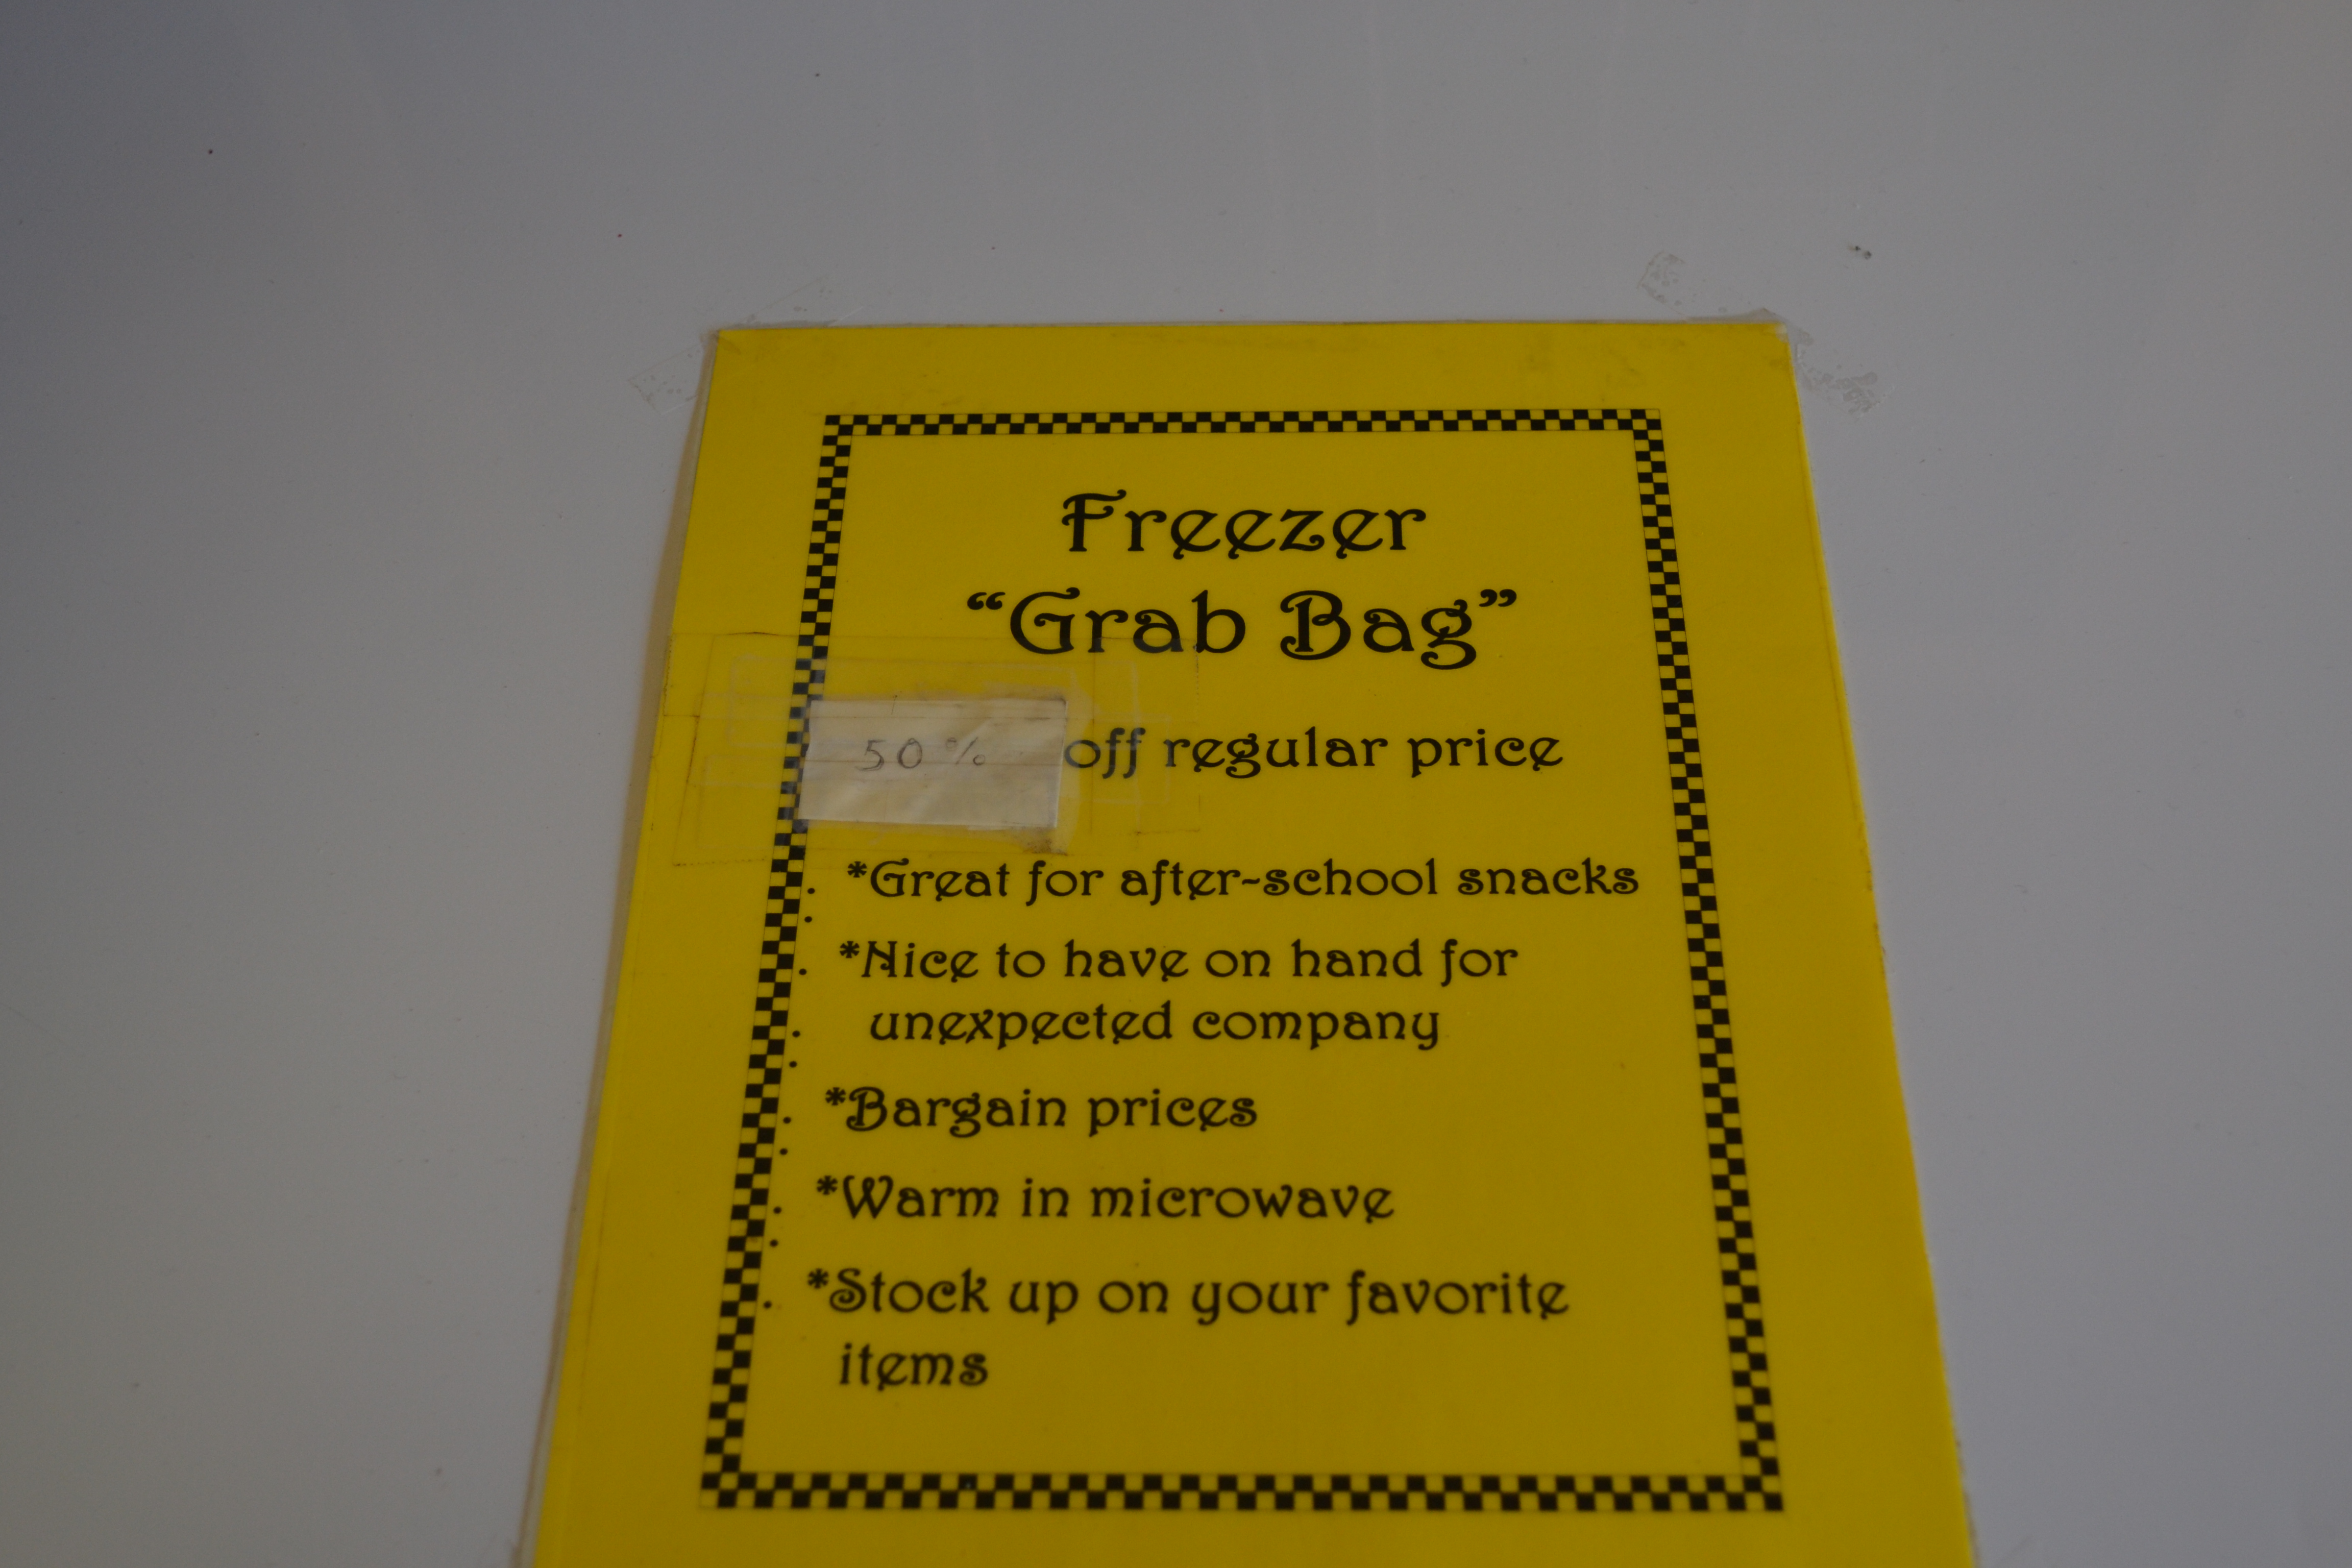 Freezer
“Grab Bag”
50% off regular price
*Great for after-school snacks
*Nice to have on hand for
unexpected company
*Bargain prices
*Warm in microwave
*Stock up on your favorite
items